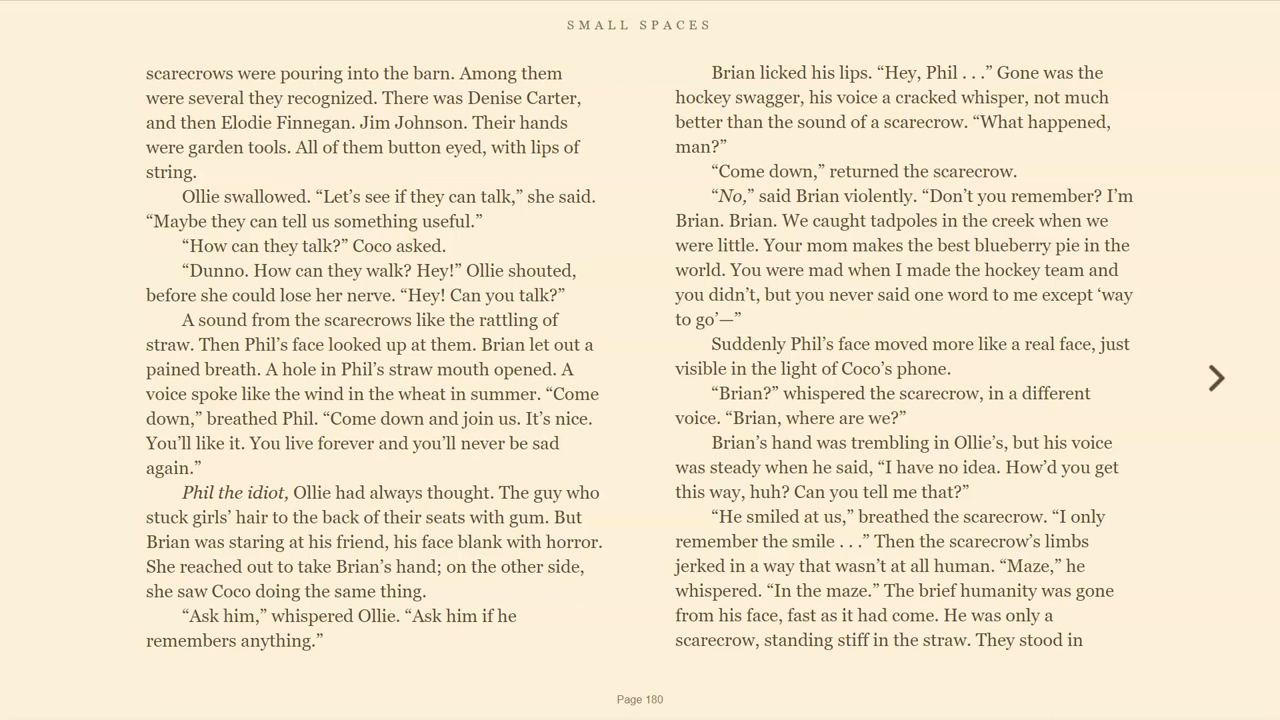 SMALL SPACES
scarecrows were pouring into the barn. Among them
were several they recognized. There was Denise Carter,
and then Elodie Finnegan. Jim Johnson. Their hands
were garden tools. All of them button eyed, with lips of
string.
Ollie swallowed. “Let’s see if they can talk,” she said.
“Maybe they can tell us something useful.”
“How can they talk?” Coco asked.
“Dunno. How can they walk? Hey!” Ollie shouted,
before she could lose her nerve. “Hey! Can you talk?”
A sound from the scarecrows like the rattling of
straw. Then Phil’s face looked up at them. Brian let out a
pained breath. A hole in Phil’s straw mouth opened. A
voice spoke like the wind in the wheat in summer. “Come
down,” breathed Phil. “Come down and join us. It’s nice.
You’ll like it. You live forever and you’ll never be sad
again.”
Phil the idiot, Ollie had always thought. The guy who
stuck girls’ hair to the back of their seats with gum. But
Brian was staring at his friend, his face blank with horror.
She reached out to take Brian’s hand; on the other side,
she saw Coco doing the same thing.
“Ask him,” whispered Ollie. “Ask him if he
remembers anything.”
Brian licked his lips. “Hey, Phil . . .” Gone was the
hockey swagger, his voice a cracked whisper, not much
better than the sound of a scarecrow. “What happened,
man?”
“Come down,” returned the scarecrow.
“No,” said Brian violently. “Don’t you remember? I’m
Brian. Brian. We caught tadpoles in the creek when we
were little. Your mom makes the best blueberry pie in the
world. You were mad when I made the hockey team and
you didn’t, but you never said one word to me except ‘way
to go’—”
Suddenly Phil’s face moved more like a real face, just
visible in the light of Coco’s phone.
“Brian?” whispered the scarecrow, in a different
voice. “Brian, where are we?”
Brian’s hand was trembling in Ollie’s, but his voice
was steady when he said, “I have no idea. How’d you get
this way, huh? Can you tell me that?”
“He smiled at us,” breathed the scarecrow. “I only
remember the smile . . .” Then the scarecrow’s limbs
jerked in a way that wasn’t at all human. “Maze,” he
whispered. “In the maze.” The brief humanity was gone
from his face, fast as it had come. He was only a
scarecrow, standing stiff in the straw. They stood in
Page 180